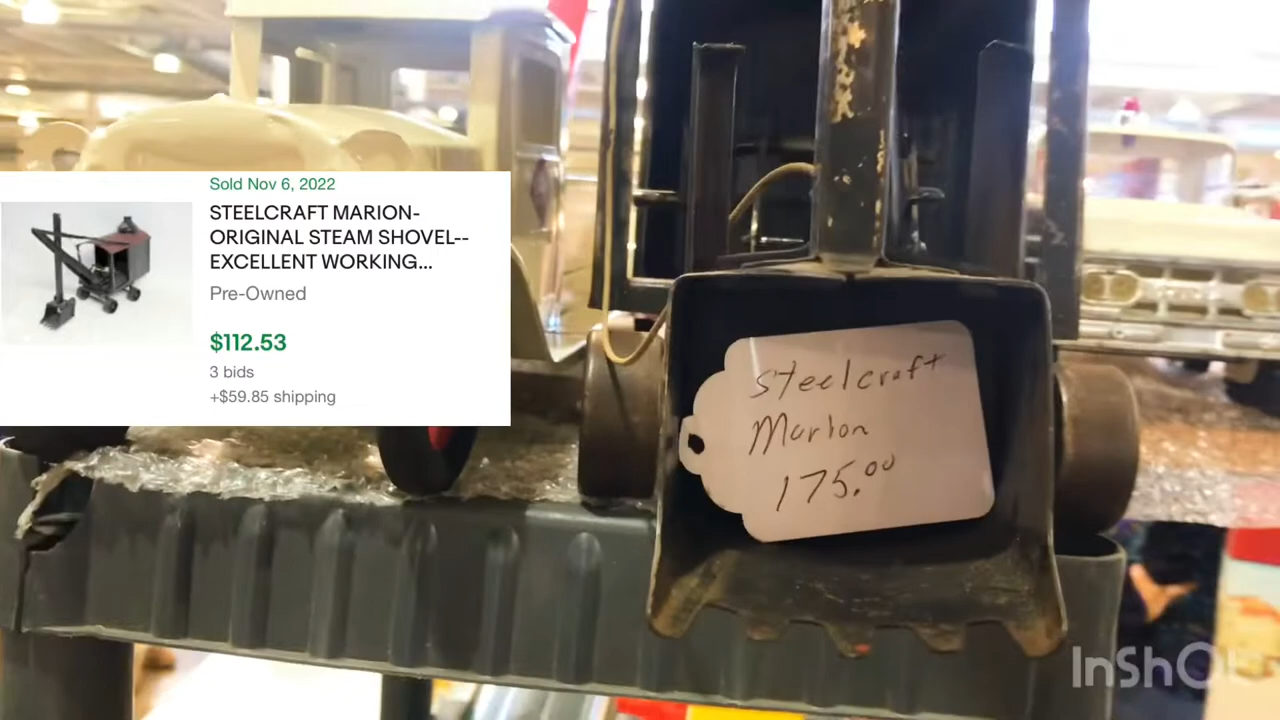 Sold Nov 6, 2022
STEELCRAFT MARION-
ORIGINAL STEAM SHOVEL--
EXCELLENT WORKING...
Pre-Owned
$112.53
3 bids
+$59.85 shipping
Steelcraft
Marion
175.00
InShOt